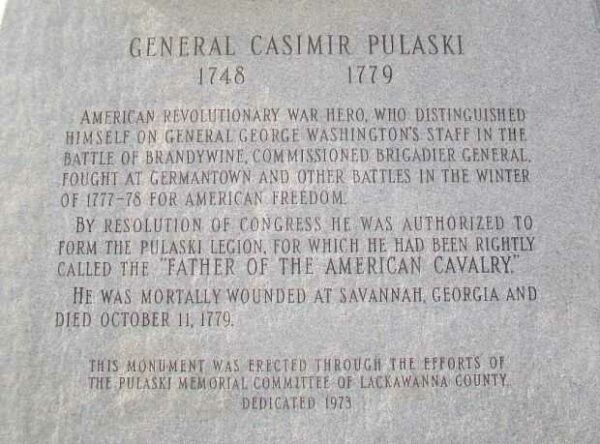 GENERAL CASIMIR PULASKI
1748 1779
AMERICAN REVOLUTIONARY WAR HERO, WHO DISTINGUISHED
HIMSELF ON GENERAL GEORGE WASHINGTON'S STAFF IN THE
BATTLE OF BRANDYWINE, COMMISSIONED BRIGADIER GENERAL,
FOUGHT AT GERMANTOWN AND OTHER BATTLES IN THE WINTER
OF 1777-78 FOR AMERICAN FREEDOM.
BY RESOLUTION OF CONGRESS HE WAS AUTHORIZED TO
FORM THE PULASKI LEGION, FOR WHICH HE HAD BEEN RIGHTLY
CALLED THE "FATHER OF THE AMERICAN CAVALRY."
HE WAS MORTALLY WOUNDED AT SAVANNAH, GEORGIA AND
DIED OCTOBER 11, 1779.
THIS MONUMENT WAS ERECTED THROUGH THE EFFORTS OF
THE PULASKI MEMORIAL COMMITTEE OF LACKAWANNA COUNTY.
DEDICATED 1973